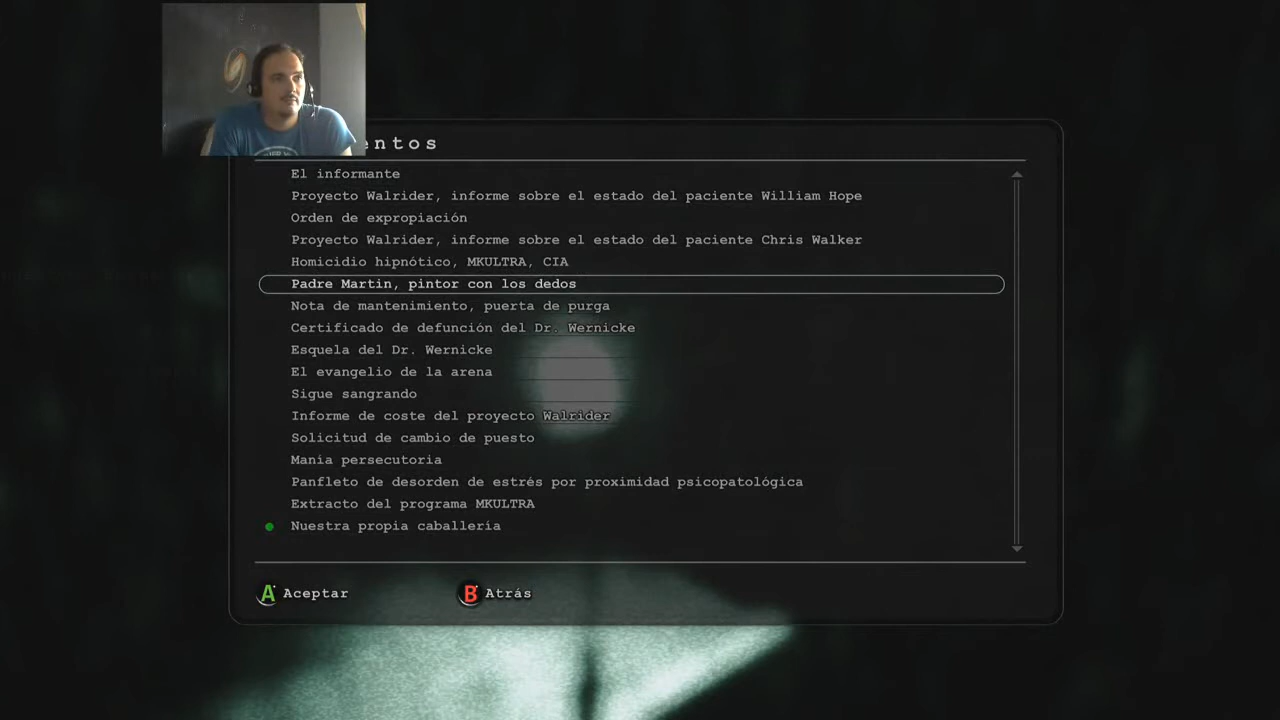 entos
El informante
Proyecto Walrider, informe sobre el estado del paciente William Hope
Orden de expropiación
Proyecto Walrider, informe sobre el estado del paciente Chris Walker
Homicidio hipnótico, MKULTRA, CIA
Padre Martin, pintor con los dedos
Nota de mantenimiento, puerta de purga
Certificado de defunción del Dr. Wernicke
Esquela del Dr. Wernicke
El evangelio de la arena
Sigue sangrando
Informe de coste del proyecto Walrider
Solicitud de cambio de puesto
Manía persecutoria
Panfleto de desorden de estrés por proximidad psicopatológica
Extracto del programa MKULTRA
Nuestra propia caballería
A Aceptar
B Atrás